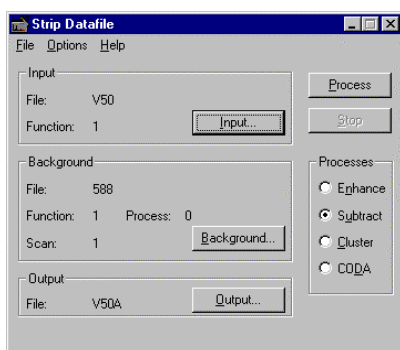 Strip Datafile
File Options Help
Input
File: V50
Function: 1
Input...
Process
Stop
Background
File: 588
Function: 1 Process: 0
Scan: 1
Background...
Processes
Enhance
Subtract
Cluster
CODA
Output
File: V50A
Output...